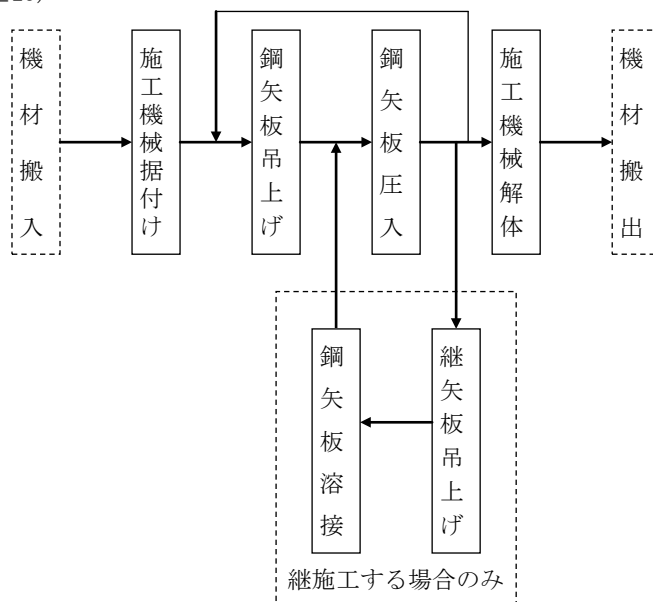 機材搬入
施工機械据付け
鋼矢板吊上げ
鋼矢板圧入
施工機械解体
機材搬出
鋼矢板溶接
継矢板吊上げ
継施工する場合のみ